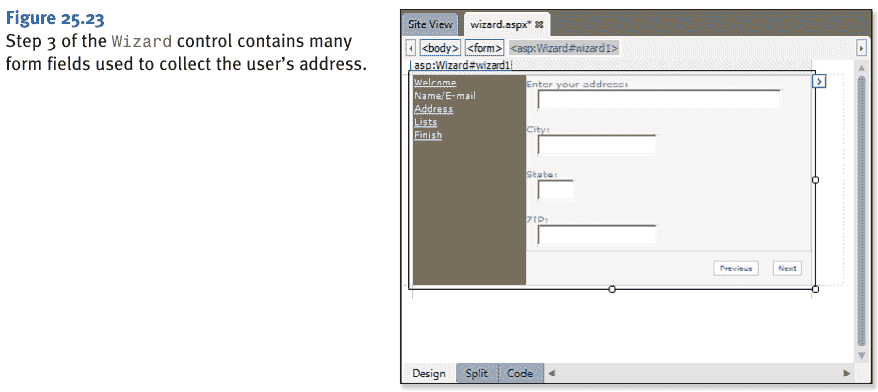 Figure 25.23
Step 3 of the Wizard control contains many
form fields used to collect the user's address.
Site View
wizard.aspx*
<body> <form> <asp:Wizard#wizard1>
asp:Wizard#wizard1
Welcome
Name/E-mail
Address
Lists
Finish
Enter your address:
City:
State:
ZIP:
Previous
Next
Design
Split
Code